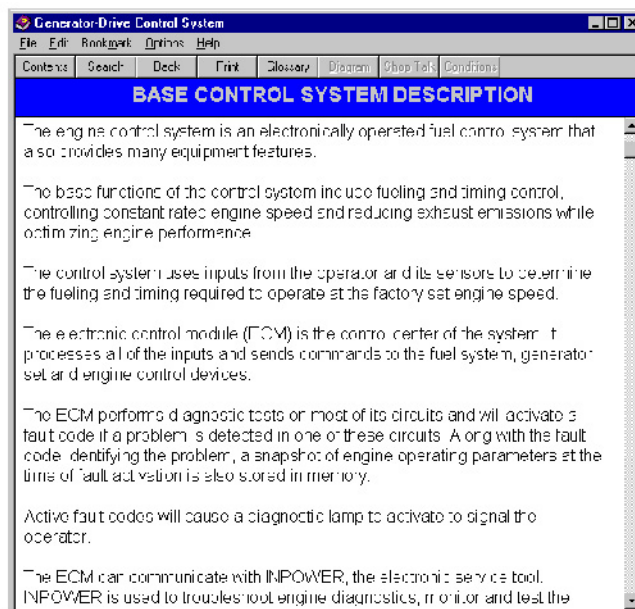 Generator-Drive Control System
File Edit Bookmark Options Help
Contents Search Back Print Glossary Diagram Shop Talk Conditions
BASE CONTROL SYSTEM DESCRIPTION
The engine control system is an electronically operated fuel control system that
also provides many equipment features.
The base functions of the control system include fueling and timing control,
controlling constant rated engine speed and reducing exhaust emissions while
optimizing engine performance.
The control system uses inputs from the operator and its sensors to determine
the fueling and timing required to operate at the factory set engine speed.
The electronic control module (ECM) is the control center of the system. It
processes all of the inputs and sends commands to the fuel system, generator
set and engine control devices.
The ECM performs diagnostic tests on most of its circuits and will activate a
fault code if a problem is detected in one of these circuits. Along with the fault
code identifying the problem, a snapshot of engine operating parameters at the
time of fault activation is also stored in memory.
Active fault codes will cause a diagnostic lamp to activate to signal the
operator.
The ECM can communicate with INPOWER, the electronic service tool.
INPOWER is used to troubleshoot engine diagnostics, monitor and test the